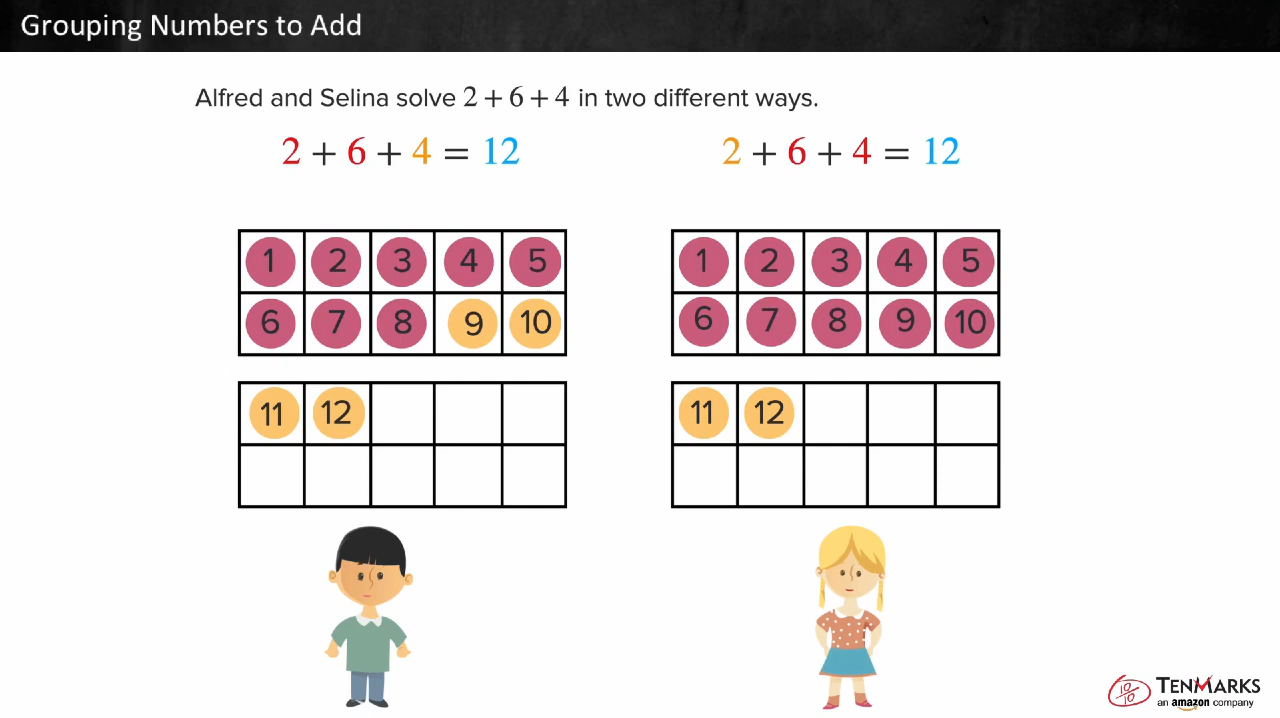 Grouping Numbers to Add
Alfred and Selina solve 2 + 6 + 4 in two different ways.
2 + 6 + 4 = 12
2 + 6 + 4 = 12
1 2 3 4 5
6 7 8 9 10
11 12
1 2 3 4 5
6 7 8 9 10
11 12
10/10 TENMARKS
an amazon company